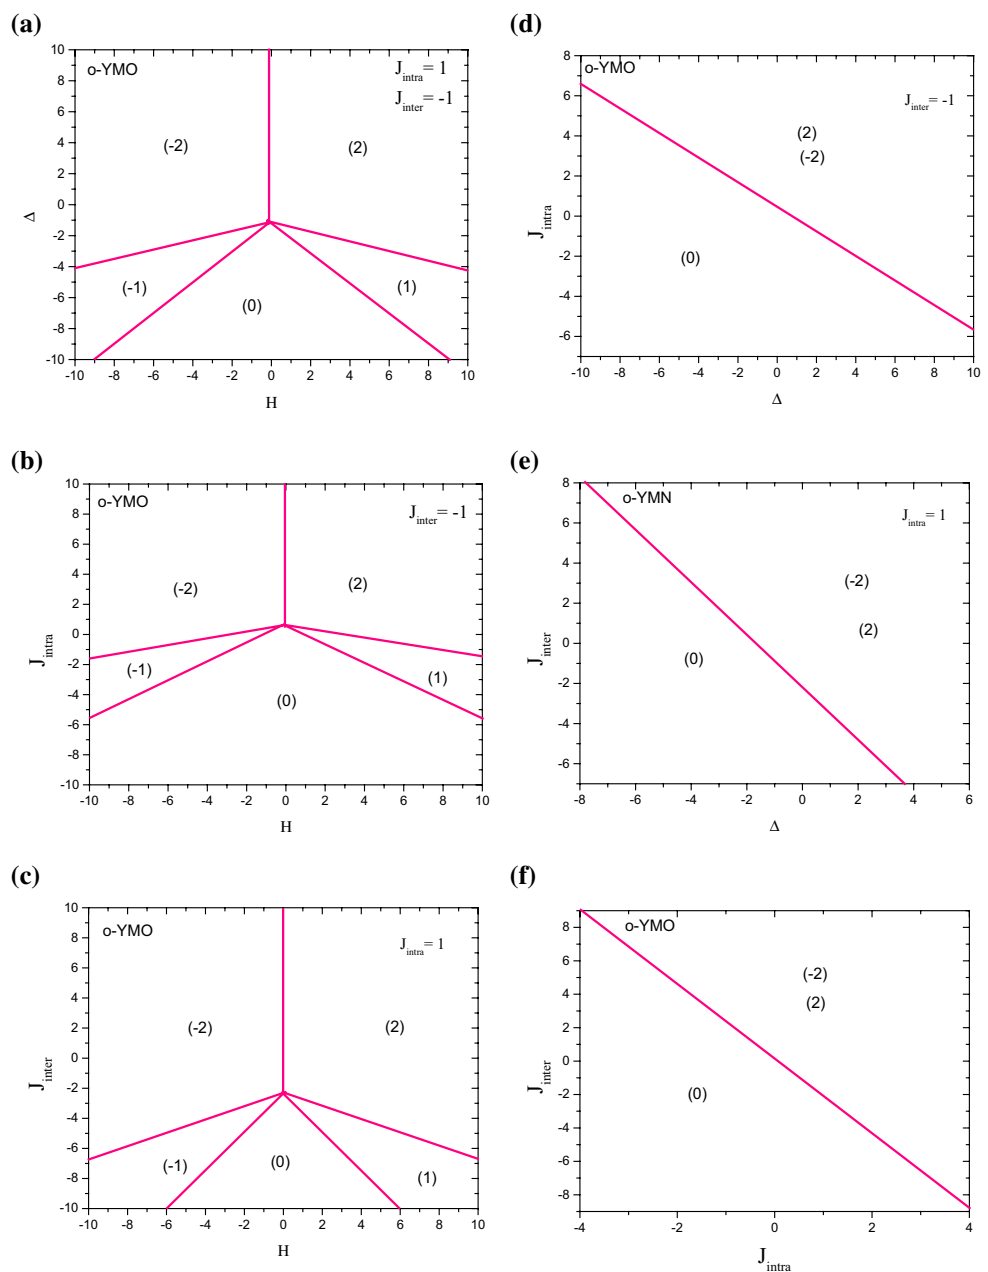 (a)
o-YMO
J_intra = 1
J_inter = -1
(-2)
(2)
(-1)
(1)
(0)
10
8
6
4
2
0
-2
-4
-6
-8
-10
Δ
-10 -8 -6 -4 -2 0 2 4 6 8 10
H
(d)
o-YMO
J_inter = -1
(2)
(-2)
(0)
8
6
4
2
0
-2
-4
-6
J_intra
-10 -8 -6 -4 -2 0 2 4 6 8 10
Δ
(b)
o-YMO
J_inter = -1
(-2)
(2)
(-1)
(1)
(0)
10
8
6
4
2
0
-2
-4
-6
-8
-10
J_intra
-10 -8 -6 -4 -2 0 2 4 6 8 10
H
(e)
o-YMN
J_intra = 1
(-2)
(2)
(0)
8
6
4
2
0
-2
-4
-6
J_inter
-8 -6 -4 -2 0 2 4 6
Δ
(c)
o-YMO
J_intra = 1
(-2)
(2)
(-1)
(0)
(1)
10
8
6
4
2
0
-2
-4
-6
-8
-10
J_inter
-10 -8 -6 -4 -2 0 2 4 6 8 10
H
(f)
o-YMO
(-2)
(2)
(0)
8
6
4
2
0
-2
-4
-6
-8
J_inter
-4 -2 0 2 4
J_intra